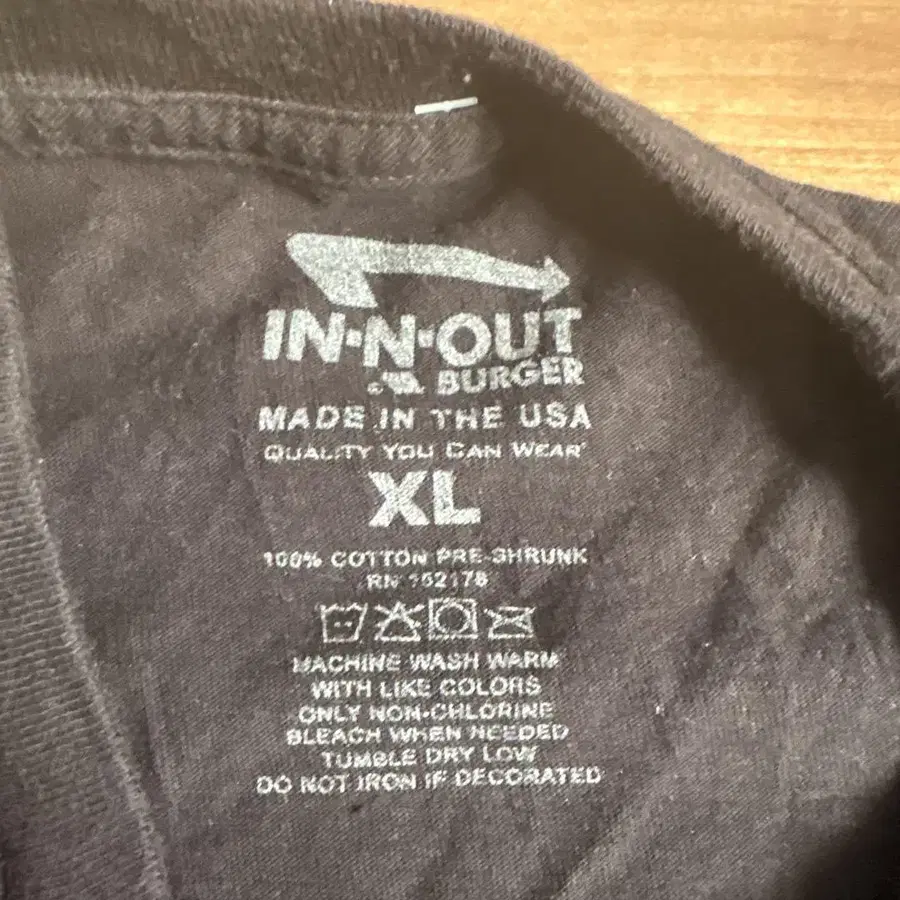 IN-N-OUT
BURGER
MADE IN THE USA
QUALITY YOU CAN WEAR
XL
100% COTTON PRE-SHRUNK
RN 102178
MACHINE WASH WARM
WITH LIKE COLORS
ONLY NON-CHLORINE
BLEACH WHEN NEEDED
TUMBLE DRY LOW
DO NOT IRON IF DECORATED